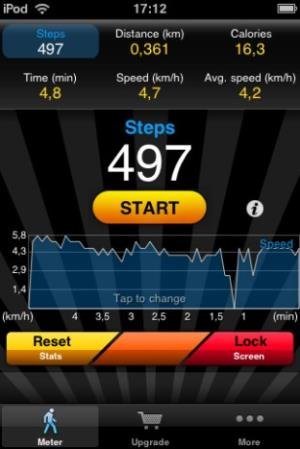 iPod 17:12
Steps Distance (km) Calories
497 0,361 16,3
Time (min) Speed (km/h) Avg. speed (km/h)
4,8 4,7 4,2
Steps
497
START
i
5,8
Speed
4,3
2,9
1,4
Tap to change
(km/h) 4 3,5 3 2,5 2 1,5 1 (min)
Reset Lock
Stats Screen
Meter Upgrade More